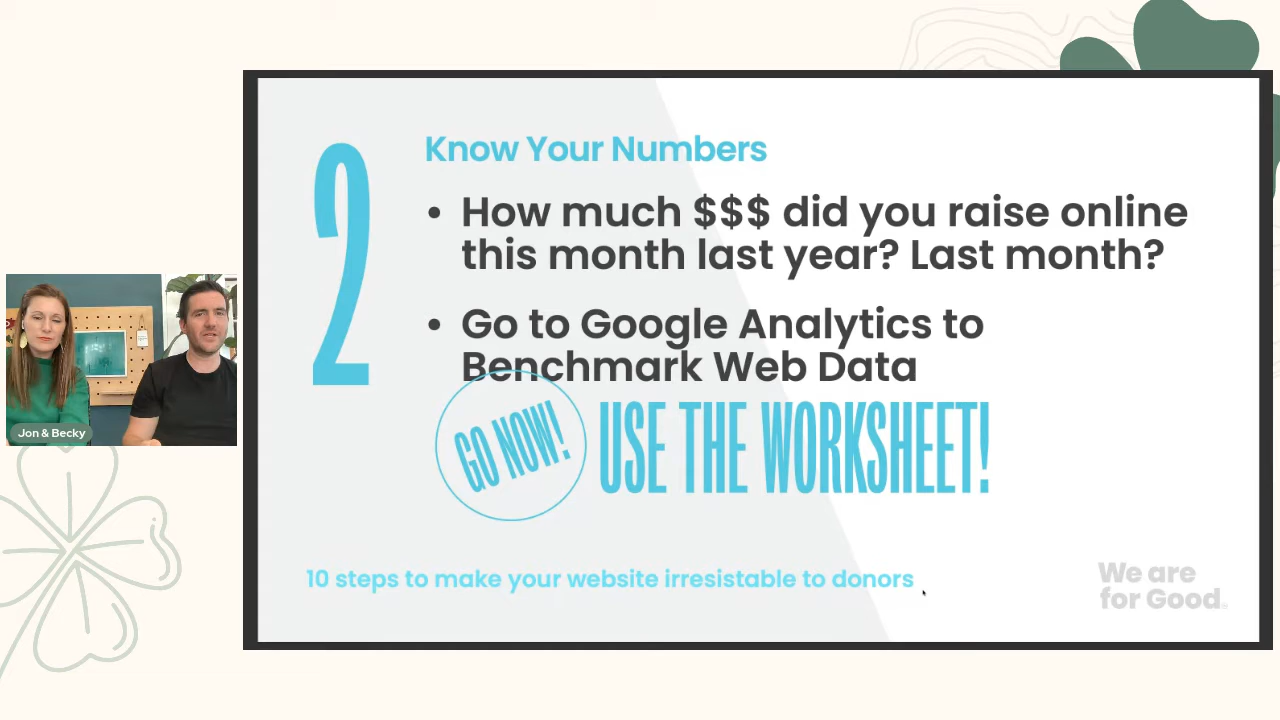 2
Know Your Numbers
• How much $$$ did you raise online
this month last year? Last month?
• Go to Google Analytics to
Benchmark Web Data
GO NOW!
USE THE WORKSHEET!
Jon & Becky
10 steps to make your website irresistable to donors
We are
for Good